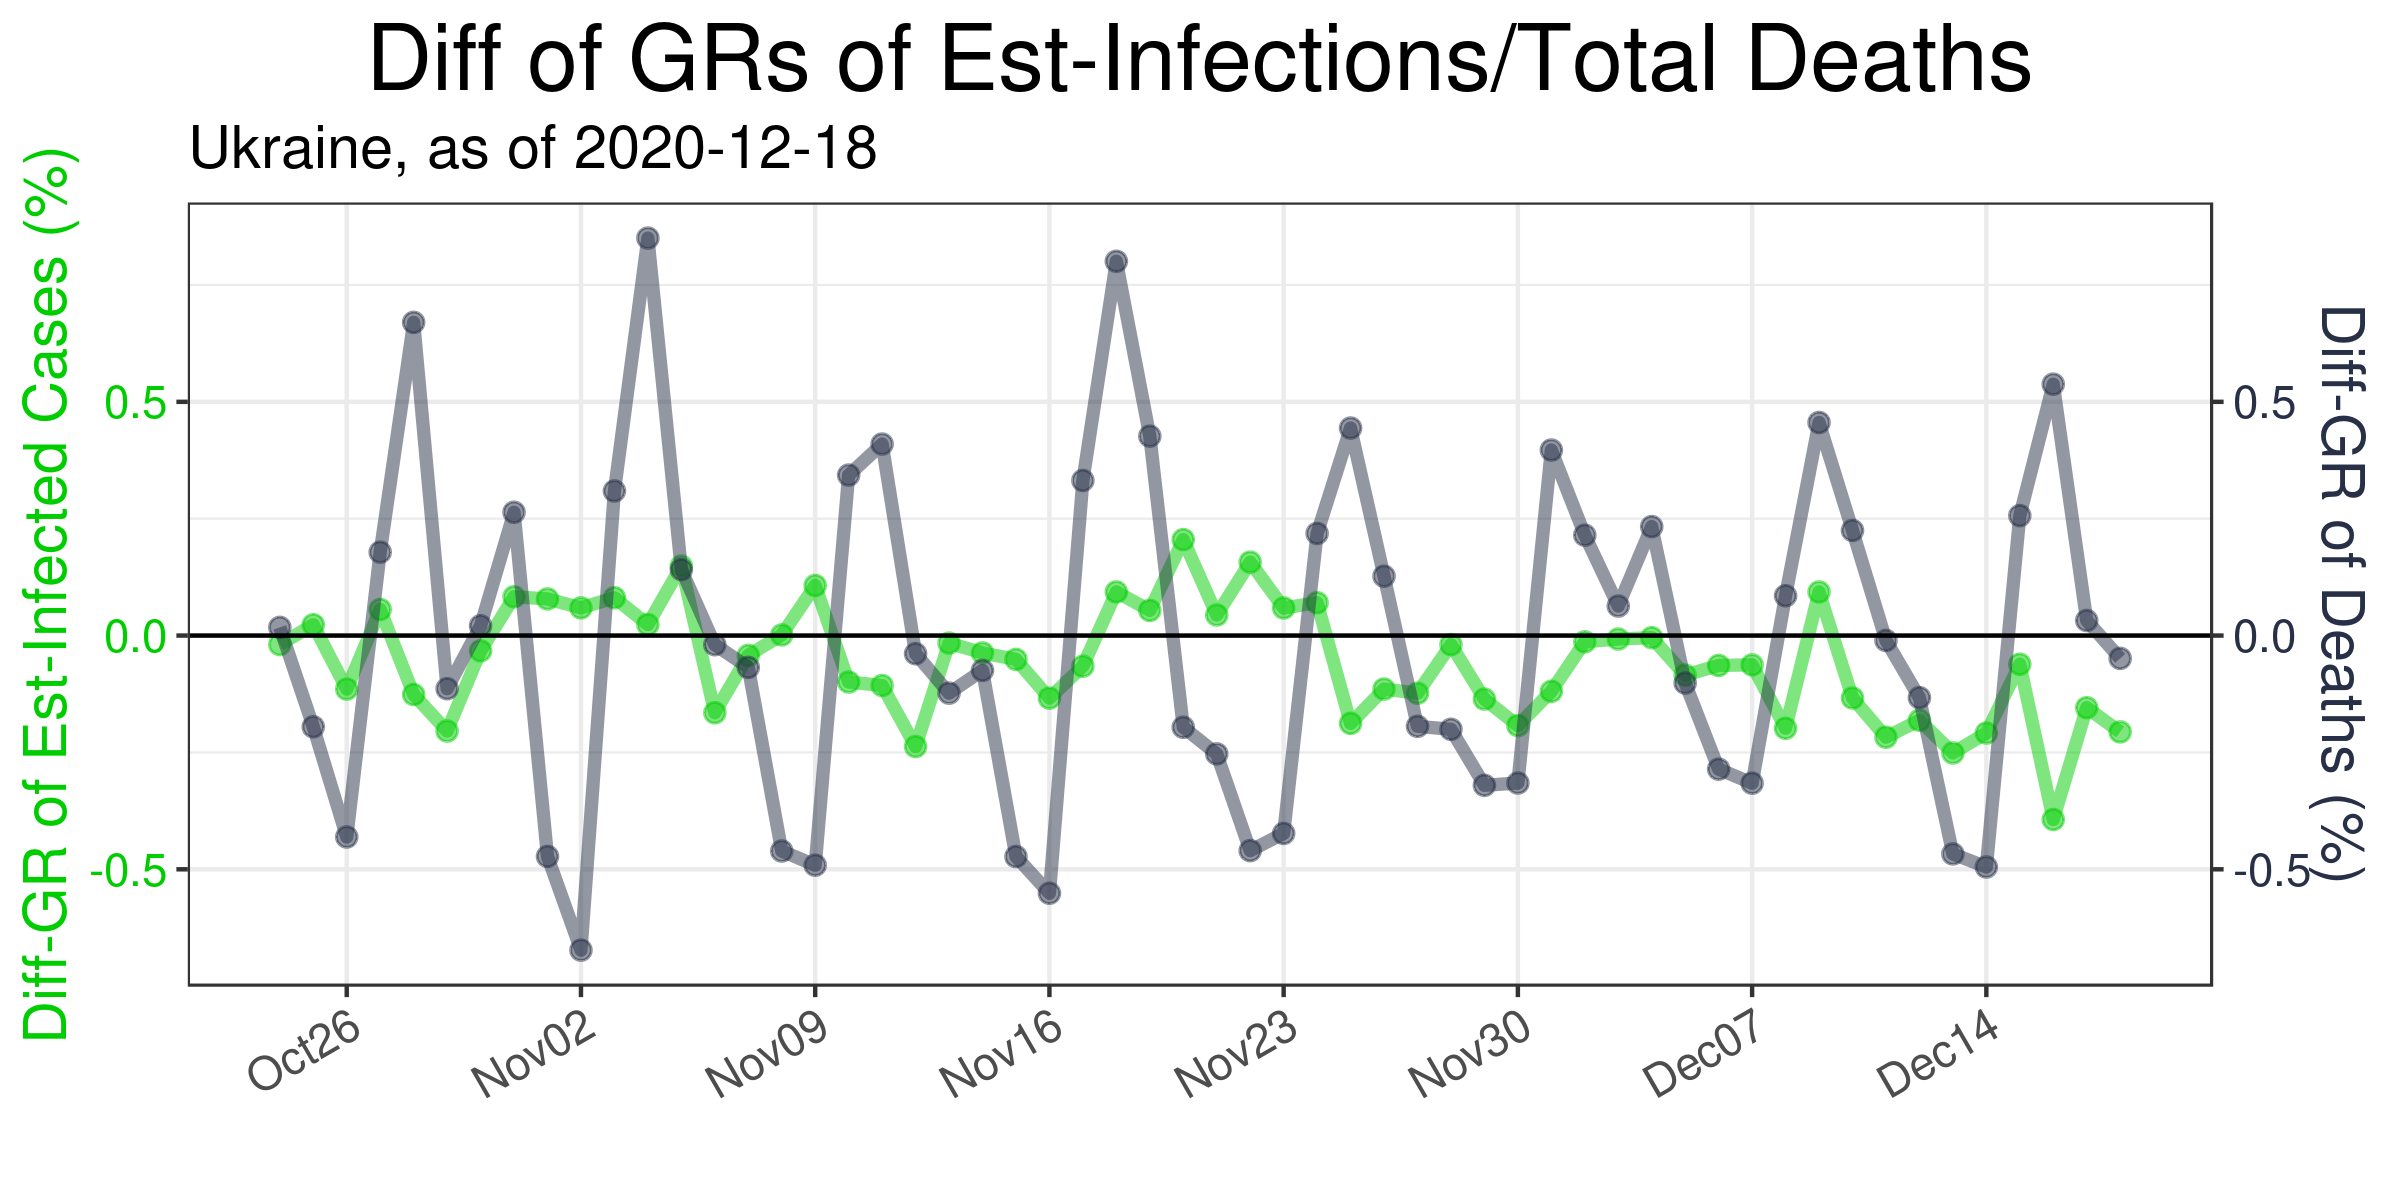 Diff of GRs of Est-Infections/Total Deaths
Ukraine, as of 2020-12-18
Diff-GR of Est-Infected Cases (%)
0.5
0.0
-0.5
0.5
0.0
-0.5
Diff-GR of Deaths (%)
Oct26
Nov02
Nov09
Nov16
Nov23
Nov30
Dec07
Dec14